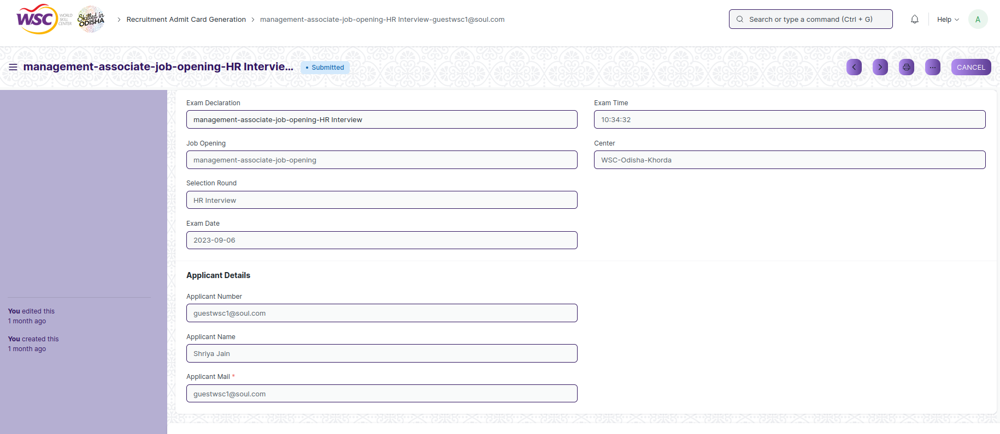 WSC WORLD SKILL CENTER
Skilled in ODISHA
Recruitment Admit Card Generation
management-associate-job-opening-HR Interview-guestwsc1@soul.com
Search or type a command (Ctrl + G)
Help
A
management-associate-job-opening-HR Intervie...
Submitted
CANCEL
Exam Declaration
management-associate-job-opening-HR Interview
Exam Time
10:34:32
Job Opening
management-associate-job-opening
Center
WSC-Odisha-Khorda
Selection Round
HR Interview
Exam Date
2023-09-06
Applicant Details
Applicant Number
guestwsc1@soul.com
Applicant Name
Shriya Jain
Applicant Mail *
guestwsc1@soul.com
You edited this
1 month ago
You created this
1 month ago